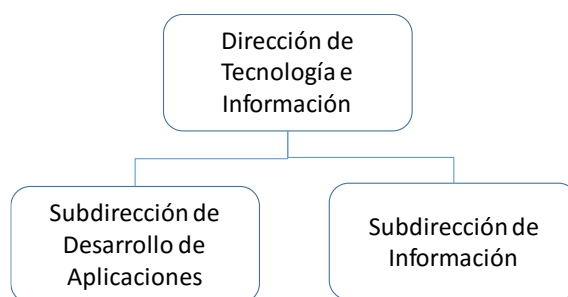 Dirección de
Tecnología e
Información
Subdirección de
Desarrollo de
Aplicaciones
Subdirección de
Información